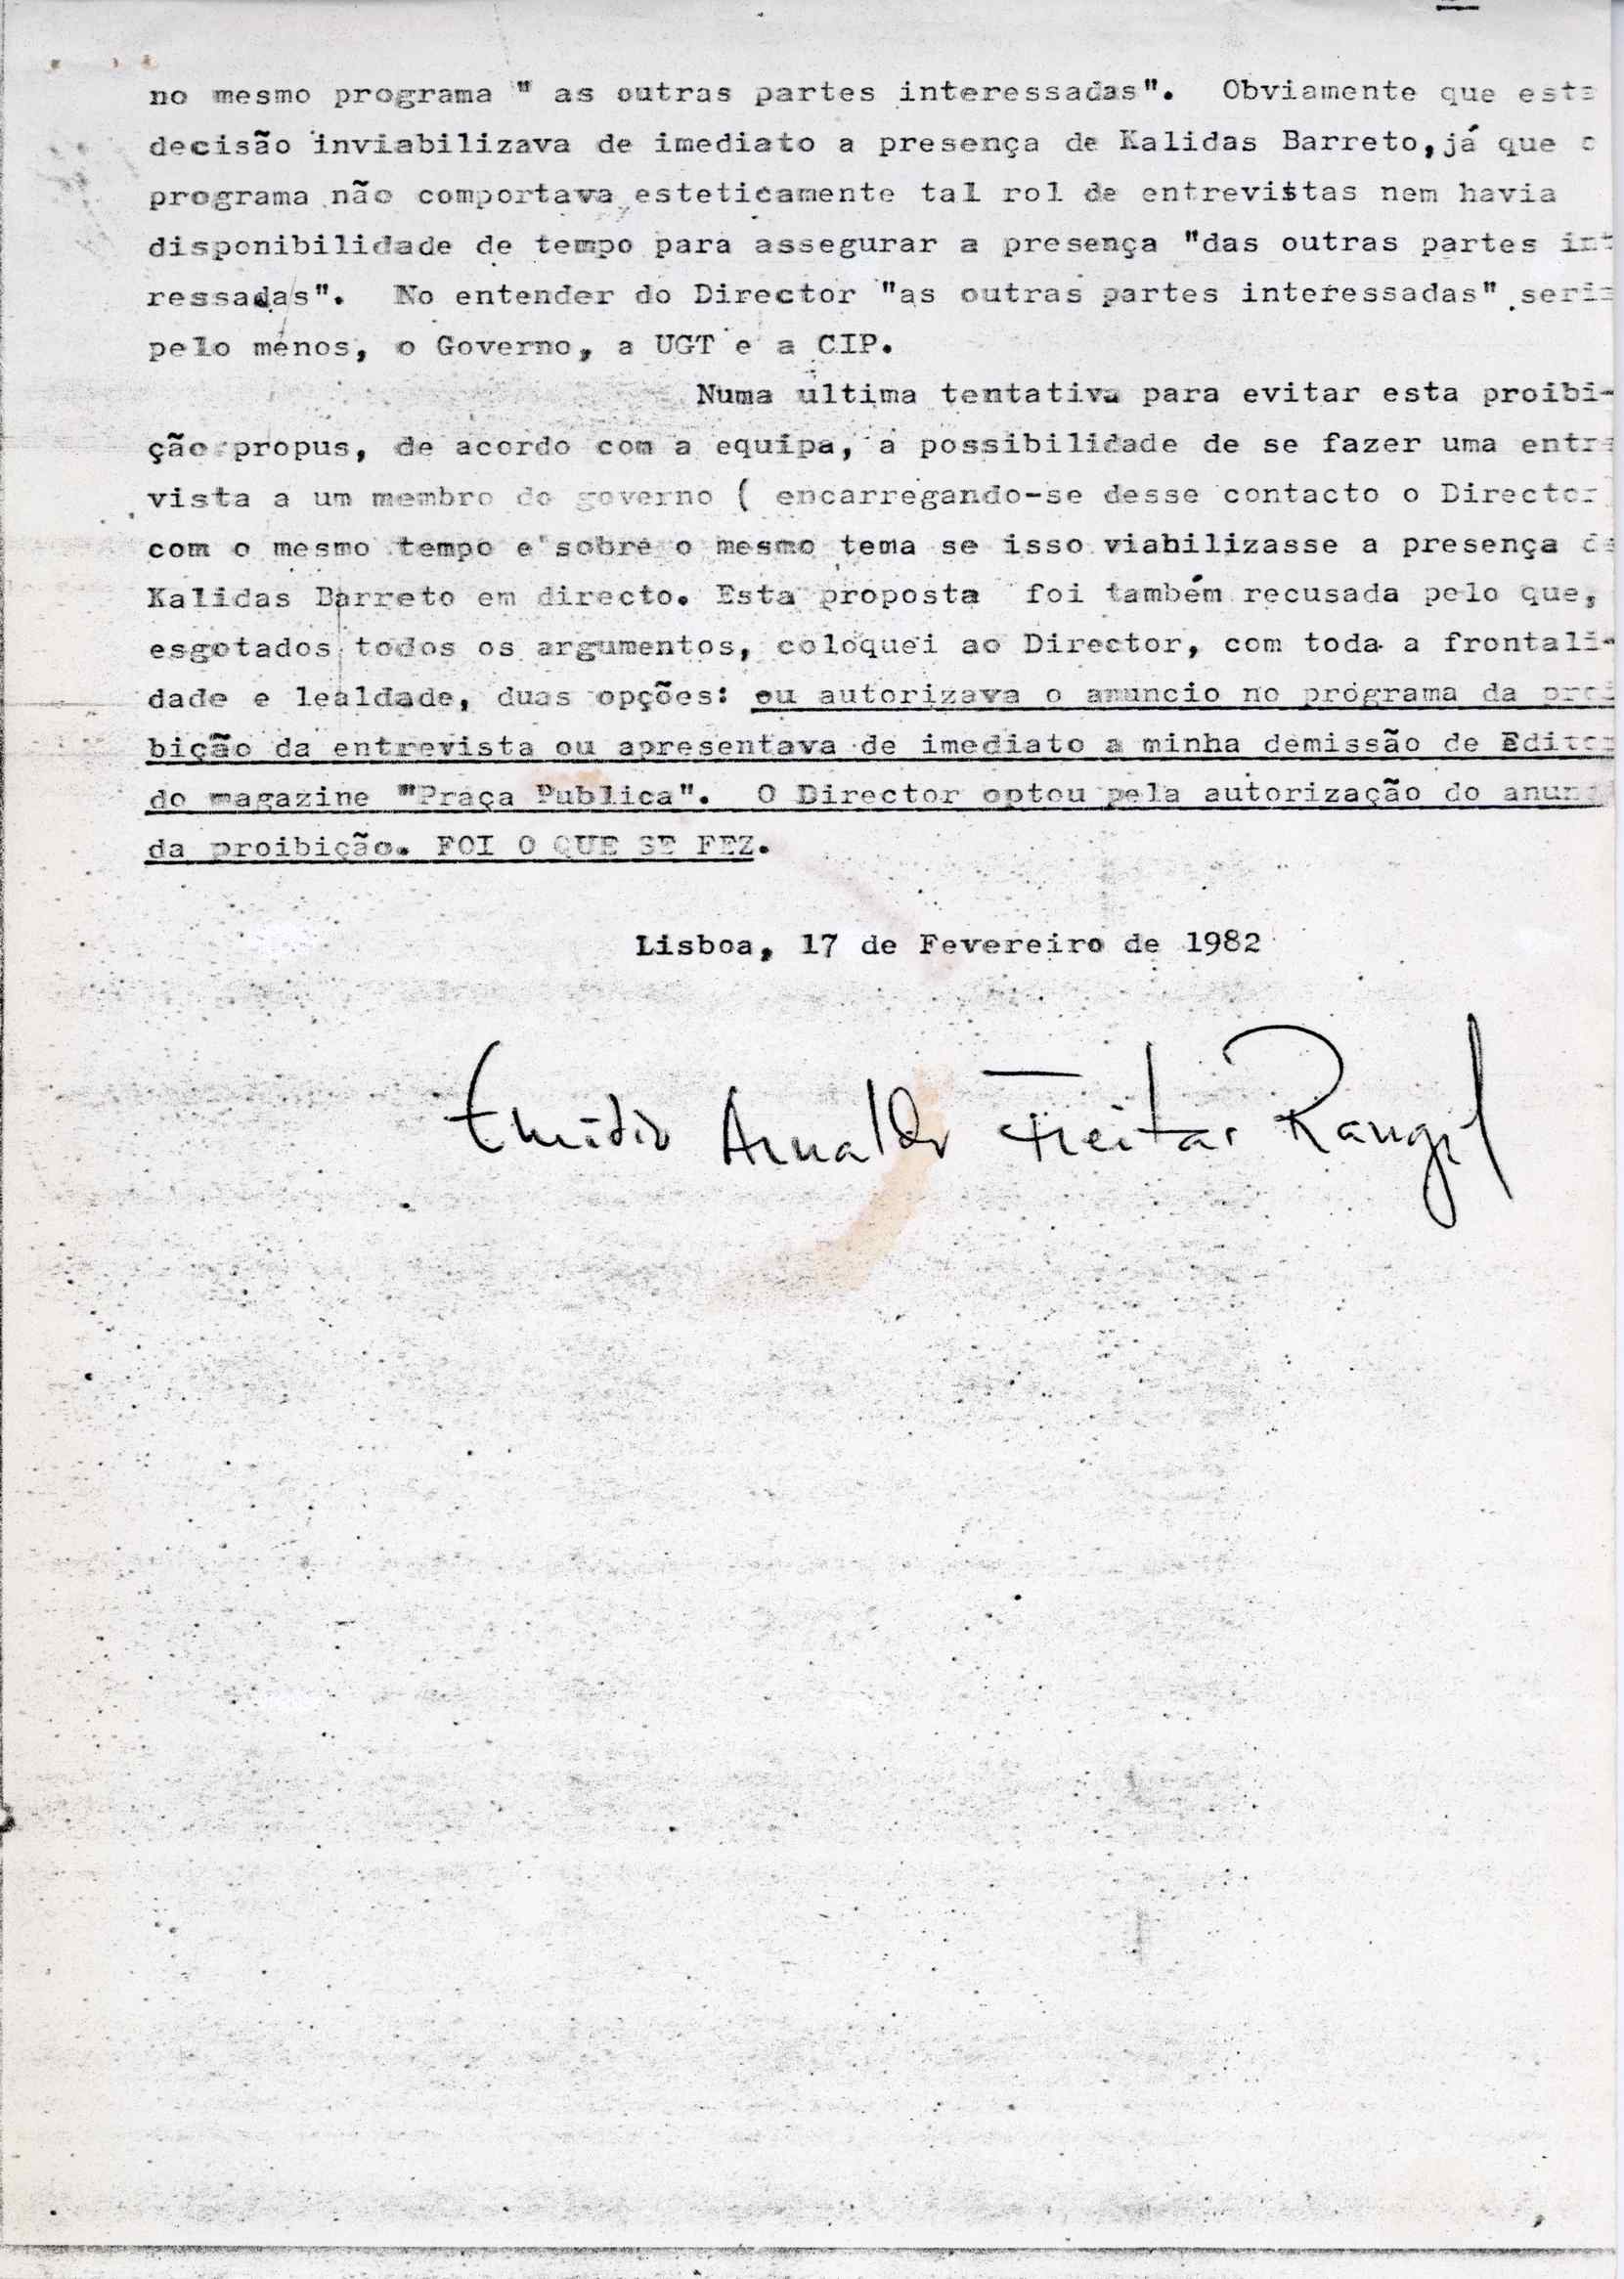 no mesmo programa " as outras partes interessadas". Obviamente que esta
decisão inviabilizava de imediato a presença de Kalidas Barreto, já que o
programa não comportava esteticamente tal rol de entrevistas nem havia
disponibilidade de tempo para assegurar a presença "das outras partes int
ressadas". No entender do Director "as outras partes interessadas" seria
pelo menos, o Governo, a UGT e a CIP.
Numa ultima tentativa para evitar esta proibi-
ção propus, de acordo com a equipa, a possibilidade de se fazer uma entre
vista a um membro do governo ( encarregando-se desse contacto o Director
com o mesmo tempo e sobre o mesmo tema se isso viabilizasse a presença de
Kalidas Barreto em directo. Esta proposta foi também recusada pelo que,
esgotados todos os argumentos, coloquei ao Director, com toda a frontali-
dade e lealdade, duas opções: ou autorizava o anuncio no programa da proi
bição da entrevista ou apresentava de imediato a minha demissão de Editor
do magazine "Praça Publica". O Director optou pela autorização do anunc
da proibição. FOI O QUE SE FEZ.
Lisboa, 17 de Fevereiro de 1982
Emídio Arnaldo Freitas Rangel